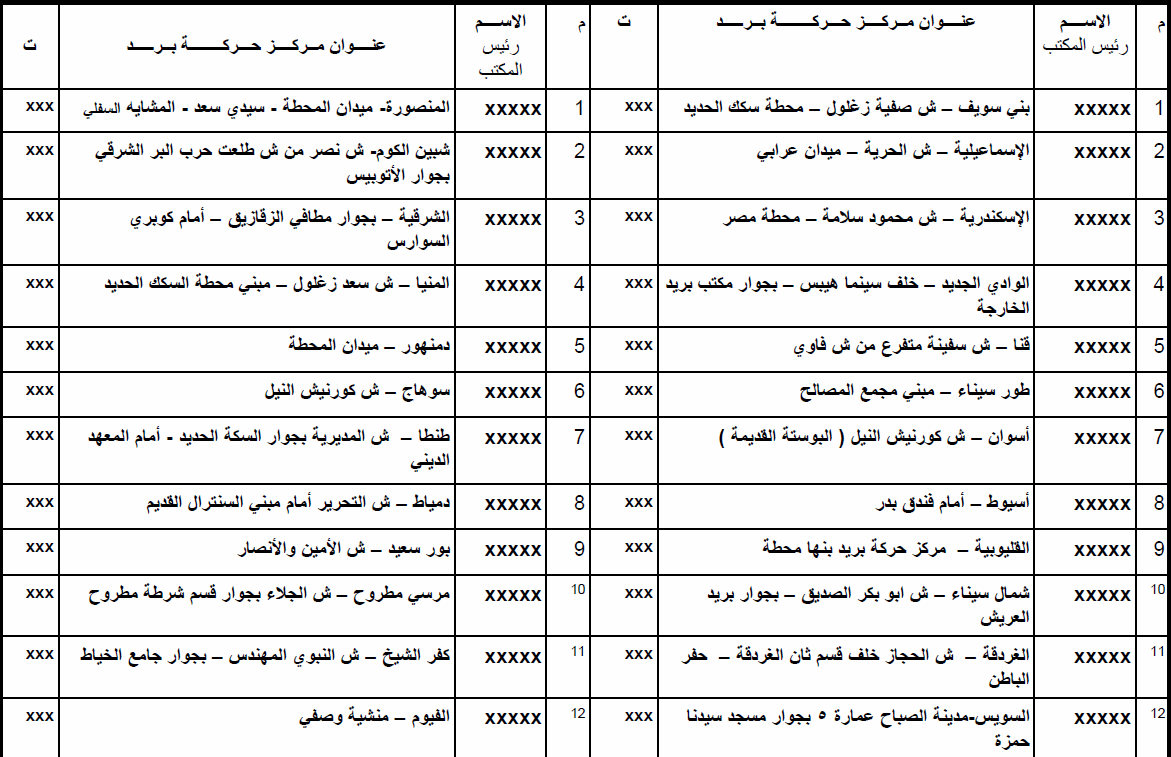 م الاســـم عنـــوان مــركـــز حـــركـــــــة بــريـــد ت م الاســـم عنـــوان مــركـــز حـــركـــــــة بــريـــد ت
رئيس المكتب رئيس
المكتب
1 xxxxx بني سويف – ش صفية زغلول – محطة سكك الحديد xxx 1 xxxxx المنصورة- ميدان المحطة - سيدي سعد - المشايه السفلي xxx
2 xxxxx الإسماعيلية – ش الحرية – ميدان عرابي xxx 2 xxxxx شبين الكوم- ش نصر من ش طلعت حرب البر الشرقي xxx
بجوار الأتوبيس
3 xxxxx الإسكندرية – ش محمود سلامة – محطة مصر xxx 3 xxxxx الشرقية – بجوار مطافي الزقازيق – أمام كوبري xxx
السوارس
4 xxxxx الوادي الجديد – خلف سينما هيبس – بجوار مكتب بريد xxx 4 xxxxx المنيا – ش سعد زغلول – مبني محطة السكك الحديد xxx
الخارجة
5 xxxxx قنا – ش سفينة متفرع من ش فاوي xxx 5 xxxxx دمنهور – ميدان المحطة xxx
6 xxxxx طور سيناء – مبني مجمع المصالح xxx 6 xxxxx سوهاج – ش كورنيش النيل xxx
7 xxxxx أسوان – ش كورنيش النيل ( البوستة القديمة ) xxx 7 xxxxx طنطا – ش المديرية بجوار السكة الحديد - أمام المعهد xxx
الديني
8 xxxxx أسيوط – أمام فندق بدر xxx 8 xxxxx دمياط – ش التحرير أمام مبني السنترال القديم xxx
9 xxxxx القليوبية – مركز حركة بريد بنها محطة xxx 9 xxxxx بور سعيد – ش الأمين والأنصار xxx
10 xxxxx شمال سيناء – ش ابو بكر الصديق – بجوار بريد xxx 10 xxxxx مرسي مطروح – ش الجلاء بجوار قسم شرطة مطروح xxx
العريش
11 xxxxx الغردقة – ش الحجاز خلف قسم ثان الغردقة – حفر xxx 11 xxxxx كفر الشيخ – ش النبوي المهندس – بجوار جامع الخياط xxx
الباطن
12 xxxxx السويس-مدينة الصباح عمارة ٥ بجوار مسجد سيدنا xxx 12 xxxxx الفيوم – منشية وصفي xxx
حمزة